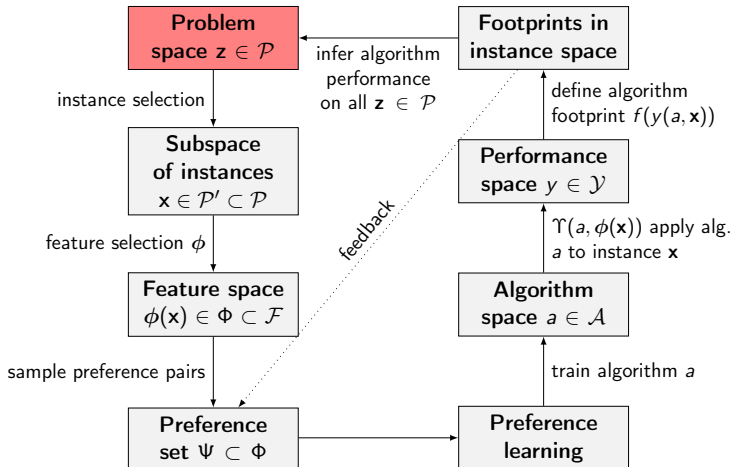 Problem
space z ∈ 𝒫
instance selection
Subspace
of instances
x ∈ 𝒫′ ⊂ 𝒫
feature selection ϕ
Feature space
ϕ(x) ∈ Φ ⊂ ℱ
sample preference pairs
Preference
set Ψ ⊂ Φ
Preference
learning
train algorithm a
Algorithm
space a ∈ 𝒜
ϒ(a, ϕ(x)) apply alg.
a to instance x
Performance
space y ∈ 𝒴
define algorithm
footprint f(y(a, x))
Footprints in
instance space
infer algorithm
performance
on all z ∈ 𝒫
feedback